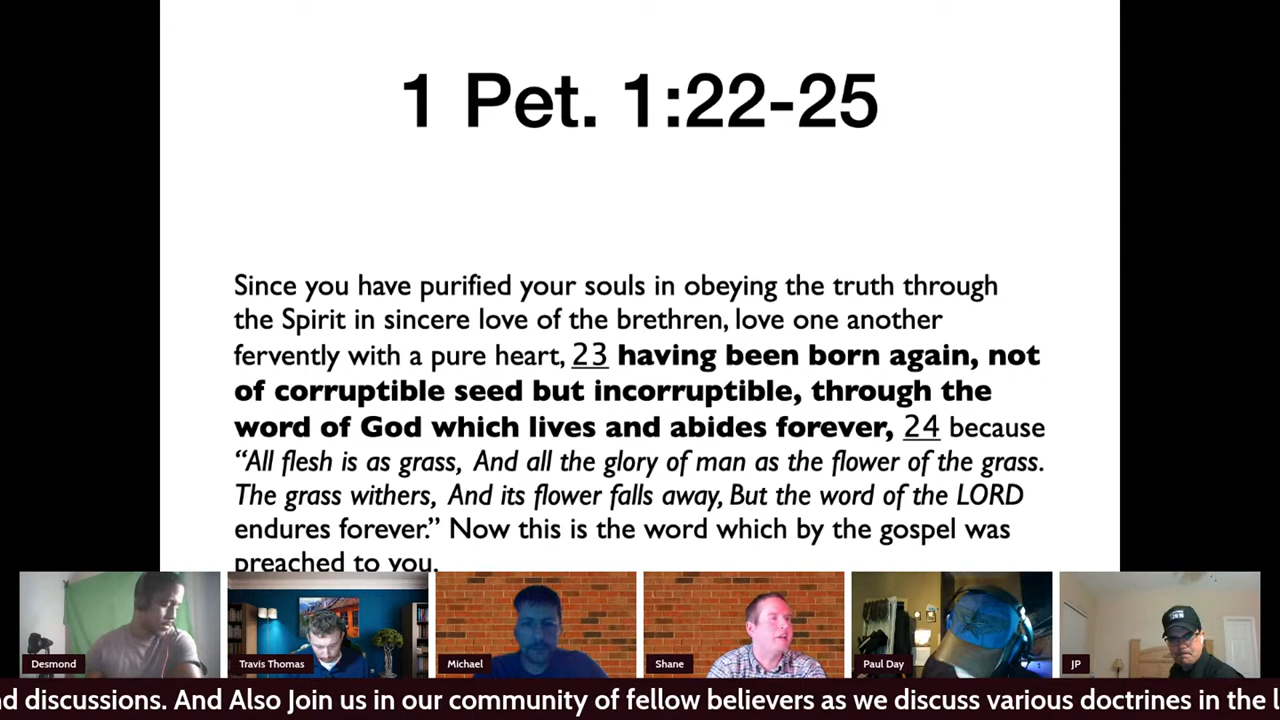 1 Pet. 1:22-25
Since you have purified your souls in obeying the truth through
the Spirit in sincere love of the brethren, love one another
fervently with a pure heart, 23 having been born again, not
of corruptible seed but incorruptible, through the
word of God which lives and abides forever, 24 because
“All flesh is as grass, And all the glory of man as the flower of the grass.
The grass withers, And its flower falls away, But the word of the LORD
endures forever.” Now this is the word which by the gospel was
preached to you.
Desmond
Travis Thomas
Michael
Shane
Paul Day
JP
nd discussions. And Also Join us in our community of fellow believers as we discuss various doctrines in the l